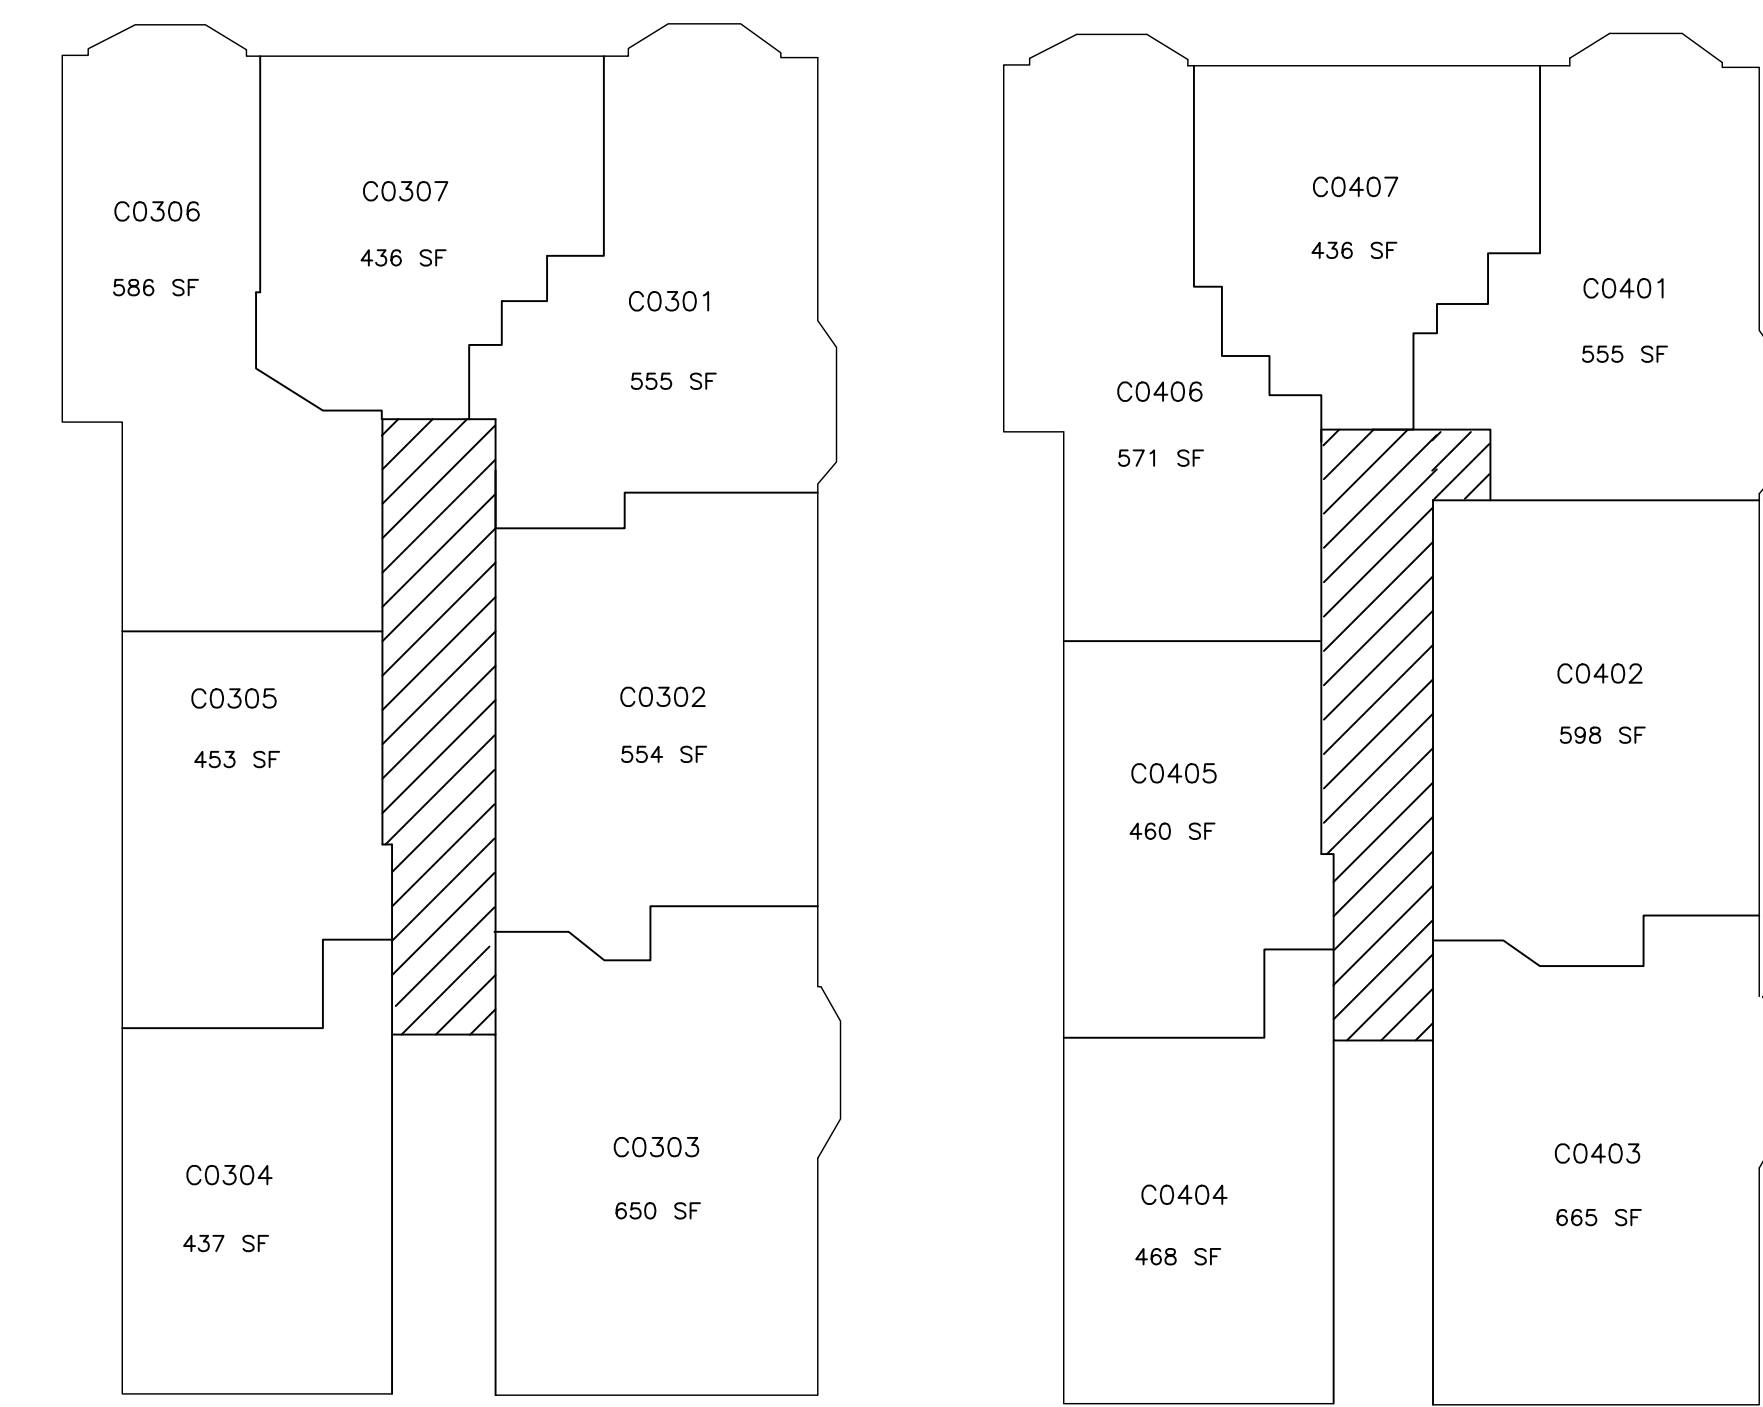 C0306
586 SF
C0307
436 SF
C0301
555 SF
C0305
453 SF
C0302
554 SF
C0304
437 SF
C0303
650 SF
C0407
436 SF
C0401
555 SF
C0406
571 SF
C0402
598 SF
C0405
460 SF
C0404
468 SF
C0403
665 SF